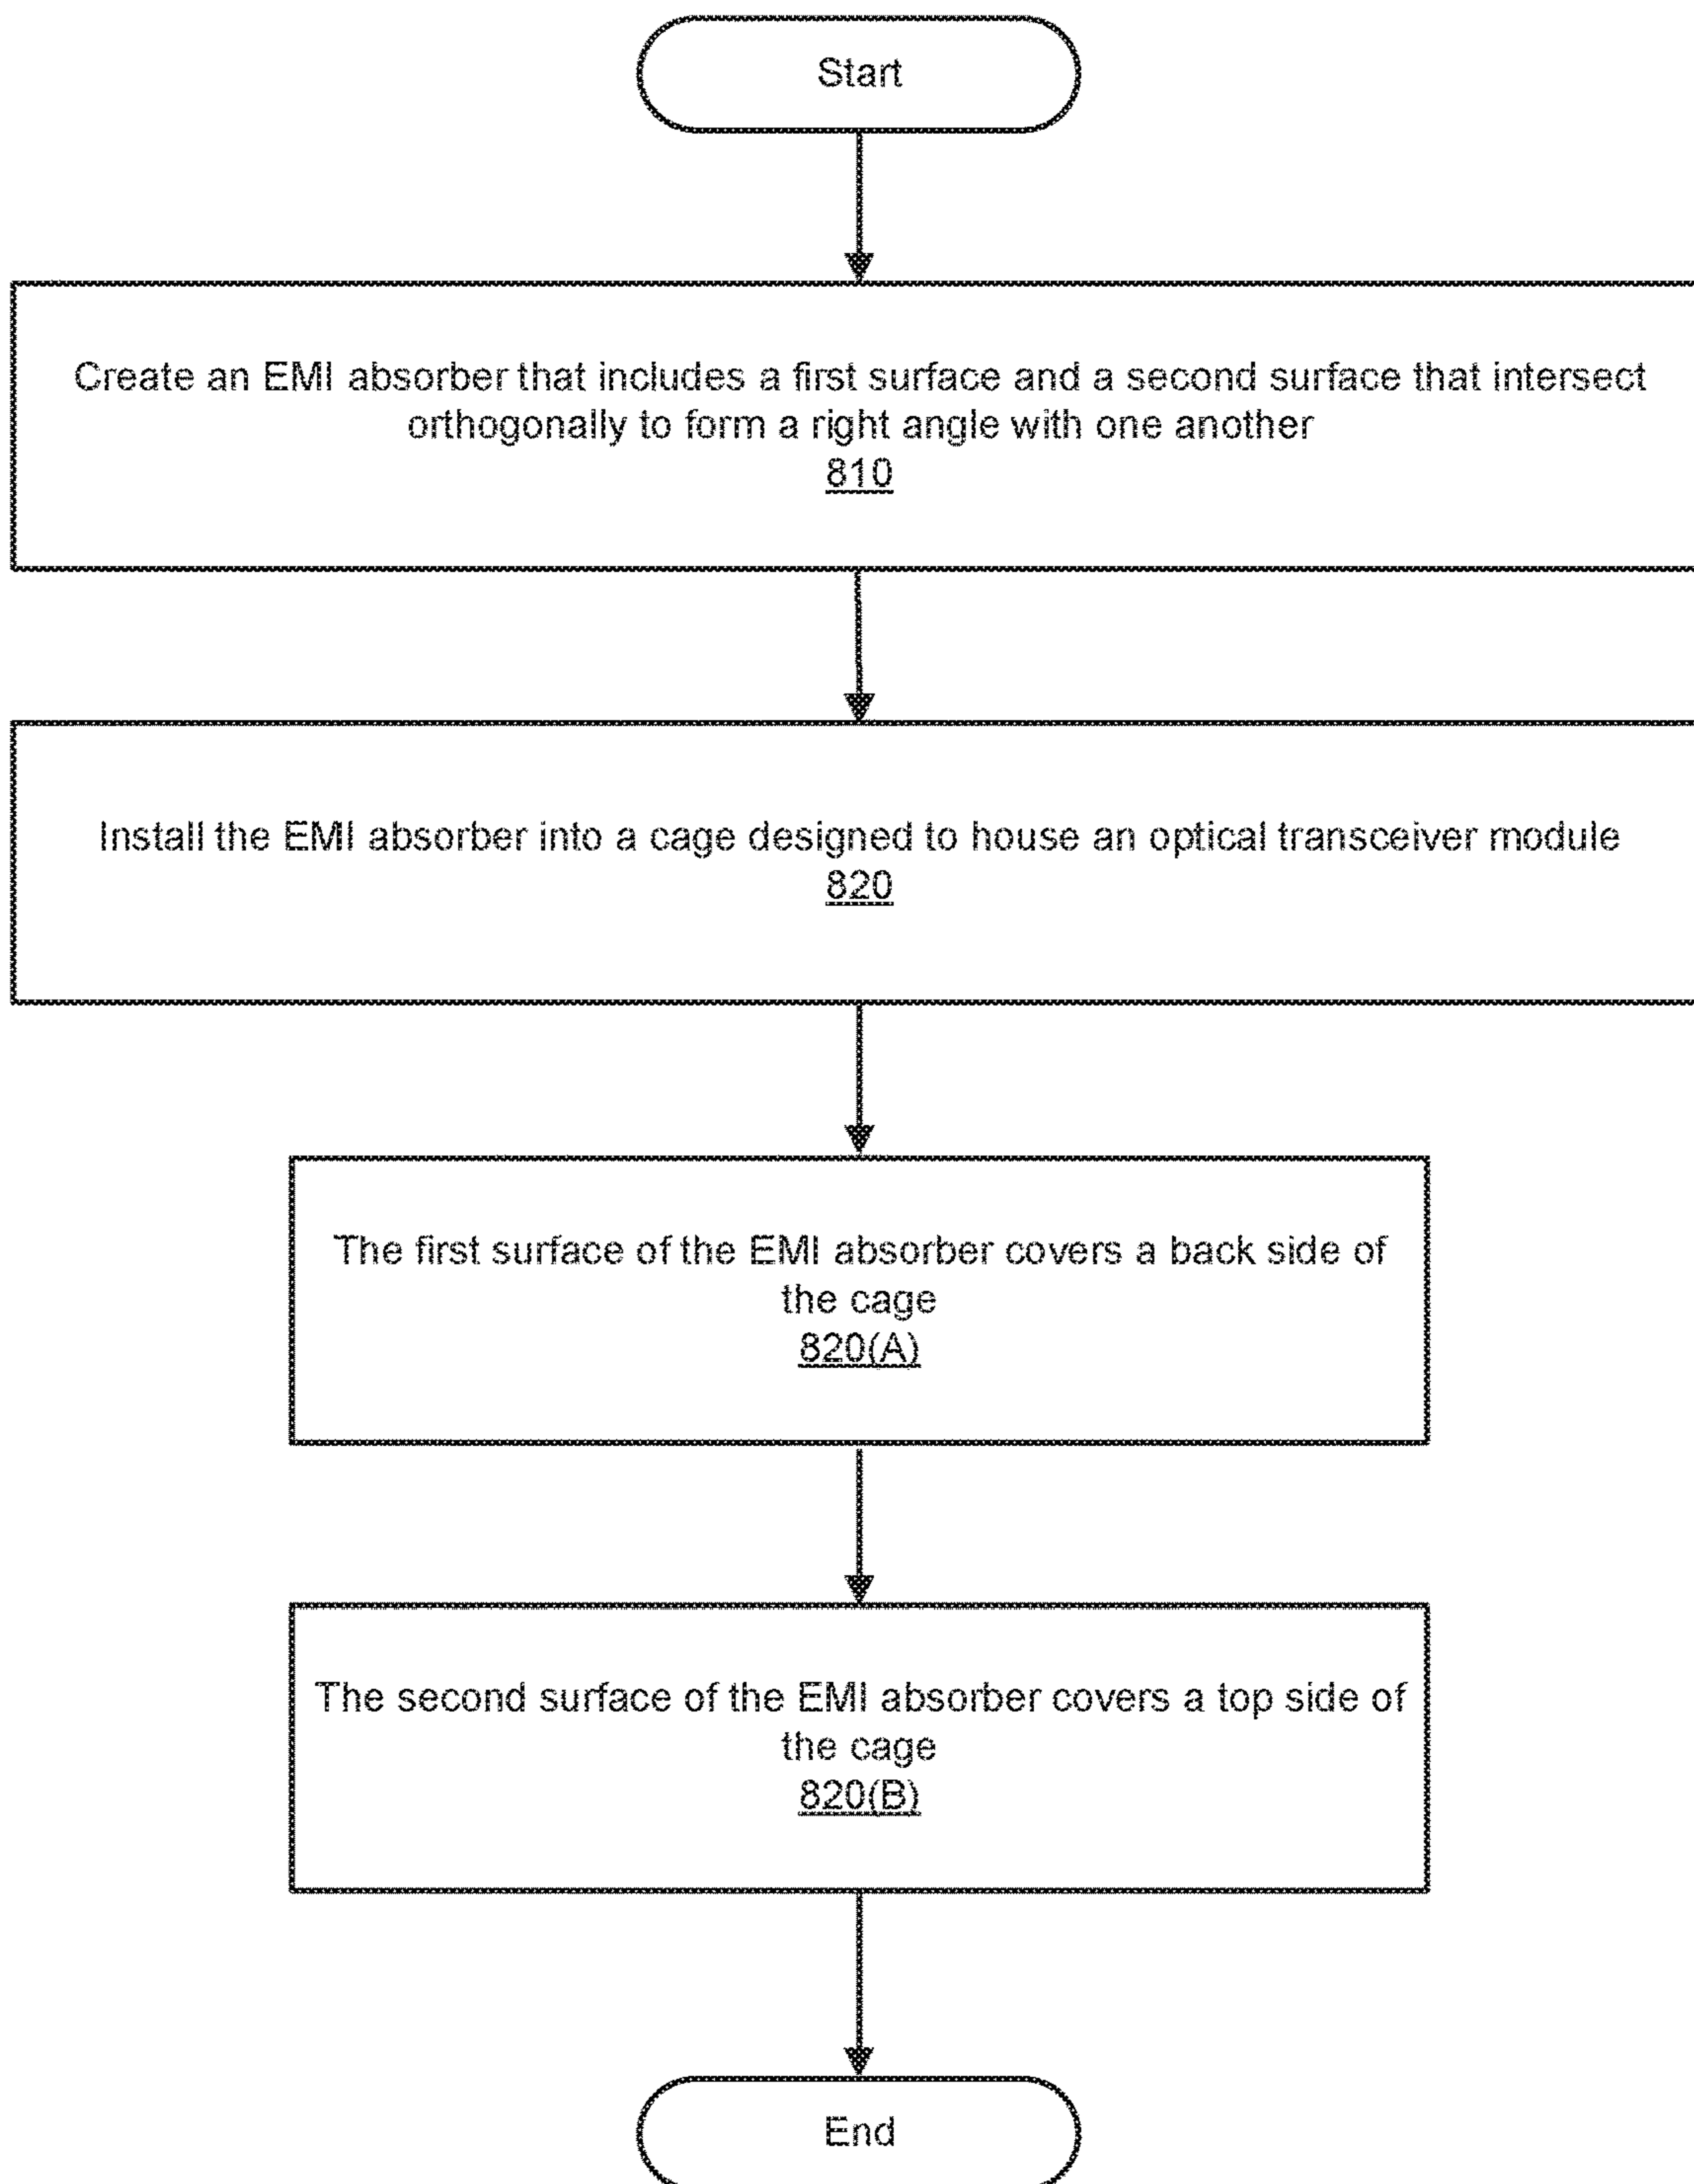 Start
Create an EMI absorber that includes a first surface and a second surface that intersect
orthogonally to form a right angle with one another
810
Install the EMI absorber into a cage designed to house an optical transceiver module
820
The first surface of the EMI absorber covers a back side of
the cage
820(A)
The second surface of the EMI absorber covers a top side of
the cage
820(B)
End